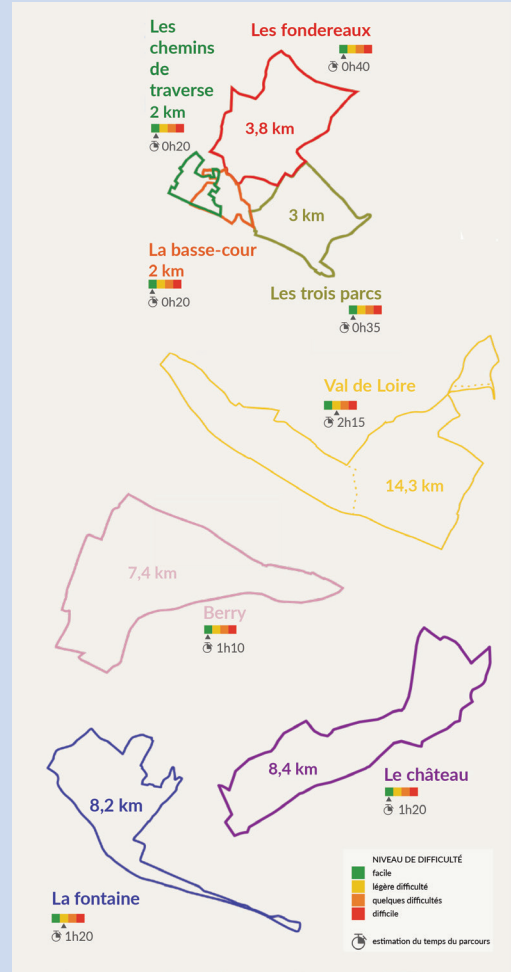 Les
chemins
de
traverse
2 km
0h20
Les fondereaux
0h40
3,8 km
3 km
La basse-cour
2 km
0h20
Les trois parcs
0h35
Val de Loire
2h15
14,3 km
7,4 km
Berry
1h10
8,4 km
Le château
1h20
8,2 km
La fontaine
1h20
NIVEAU DE DIFFICULTÉ
facile
légère difficulté
quelques difficultés
difficile
estimation du temps du parcours